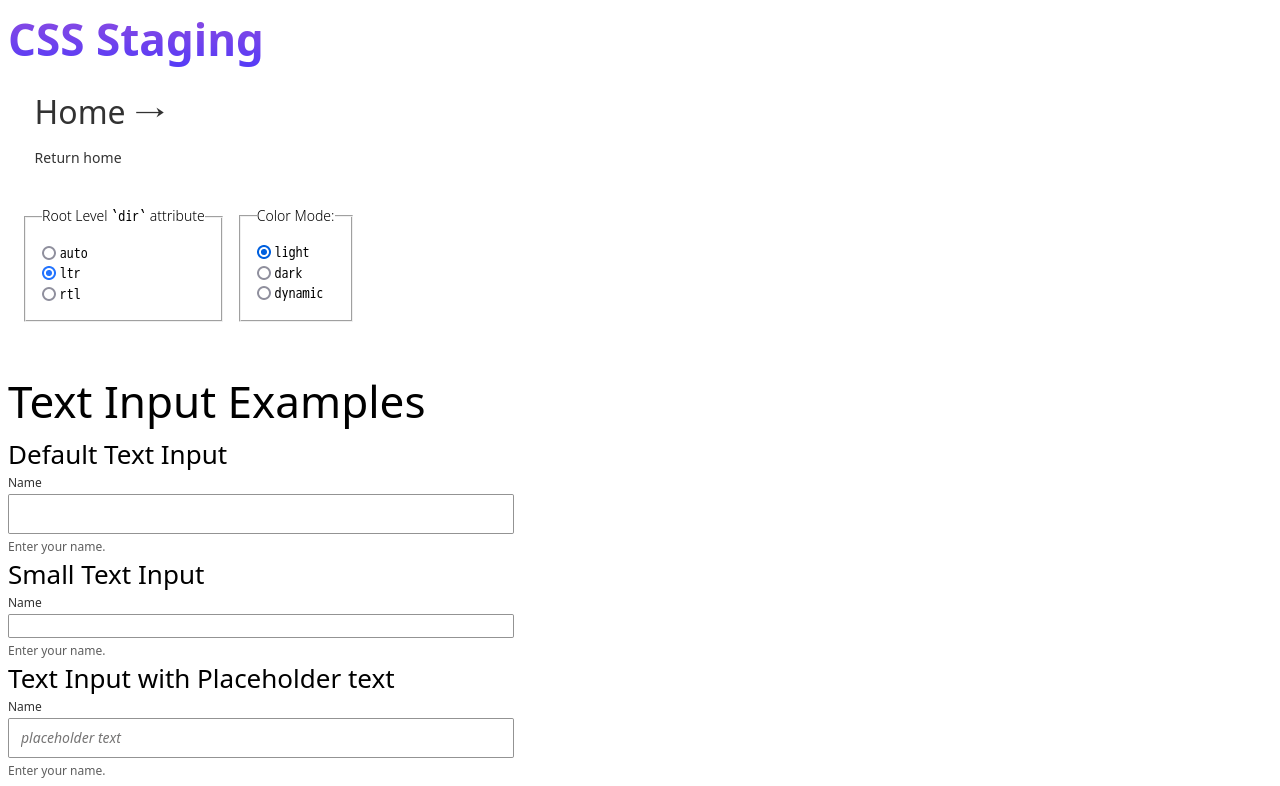 CSS Staging
Home →
Return home
Root Level `dir` attribute
auto
ltr
rtl
Color Mode:
light
dark
dynamic
Text Input Examples
Default Text Input
Name
Enter your name.
Small Text Input
Name
Enter your name.
Text Input with Placeholder text
Name
placeholder text
Enter your name.